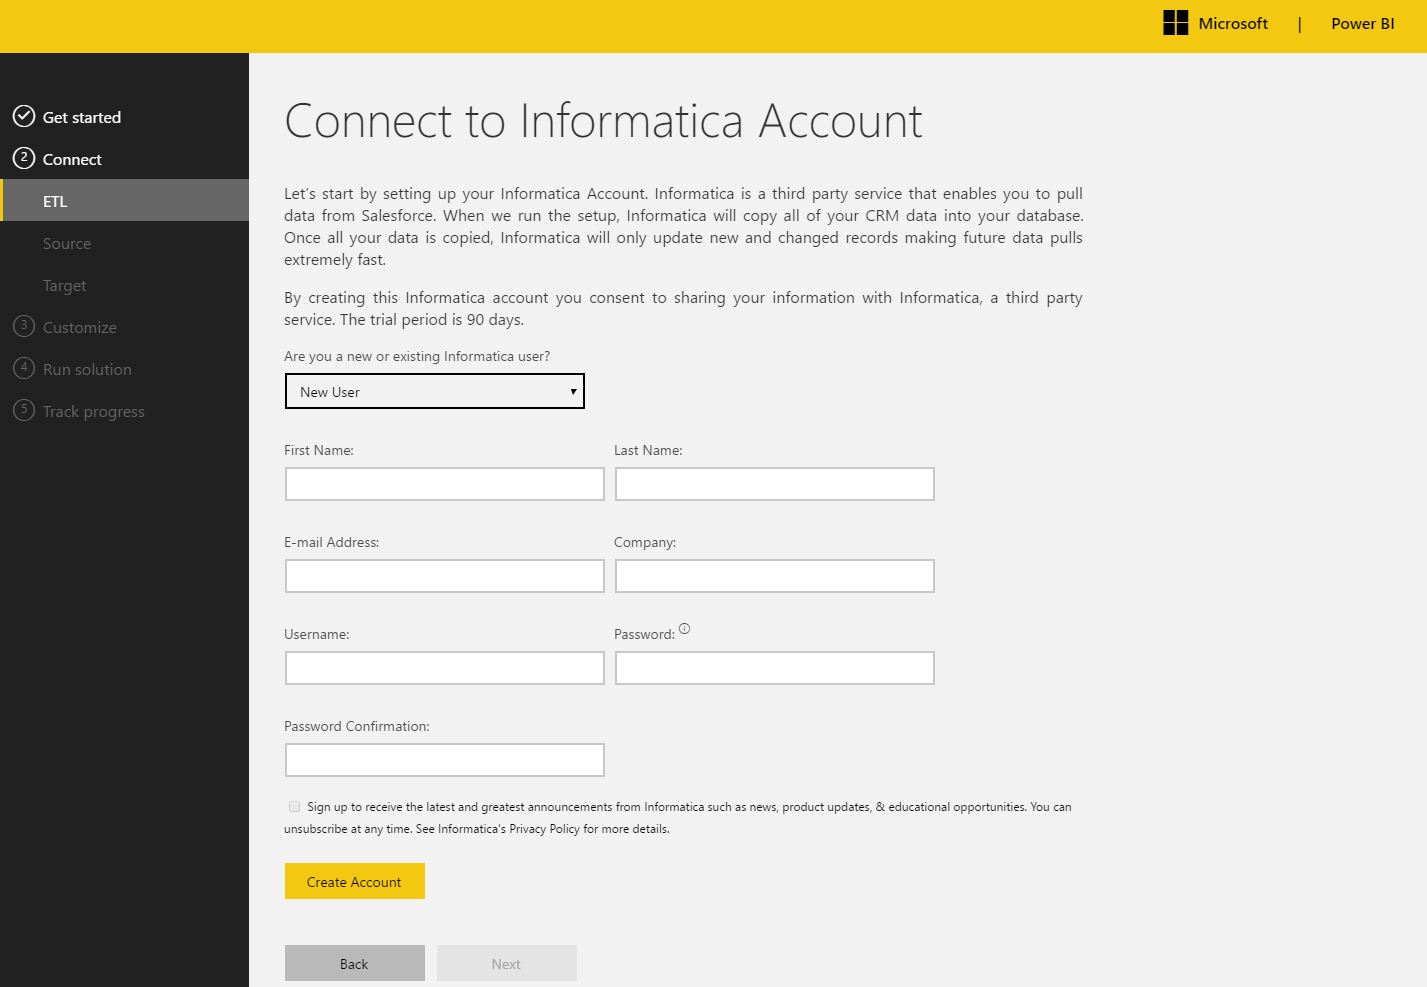 Microsoft | Power BI
Get started
2 Connect
ETL
Source
Target
3 Customize
4 Run solution
5 Track progress
Connect to Informatica Account
Let’s start by setting up your Informatica Account. Informatica is a third party service that enables you to pull
data from Salesforce. When we run the setup, Informatica will copy all of your CRM data into your database.
Once all your data is copied, Informatica will only update new and changed records making future data pulls
extremely fast.
By creating this Informatica account you consent to sharing your information with Informatica, a third party
service. The trial period is 90 days.
Are you a new or existing Informatica user?
New User
First Name: Last Name:
E-mail Address: Company:
Username: Password:
Password Confirmation:
Sign up to receive the latest and greatest announcements from Informatica such as news, product updates, & educational opportunities. You can
unsubscribe at any time. See Informatica's Privacy Policy for more details.
Create Account
Back Next